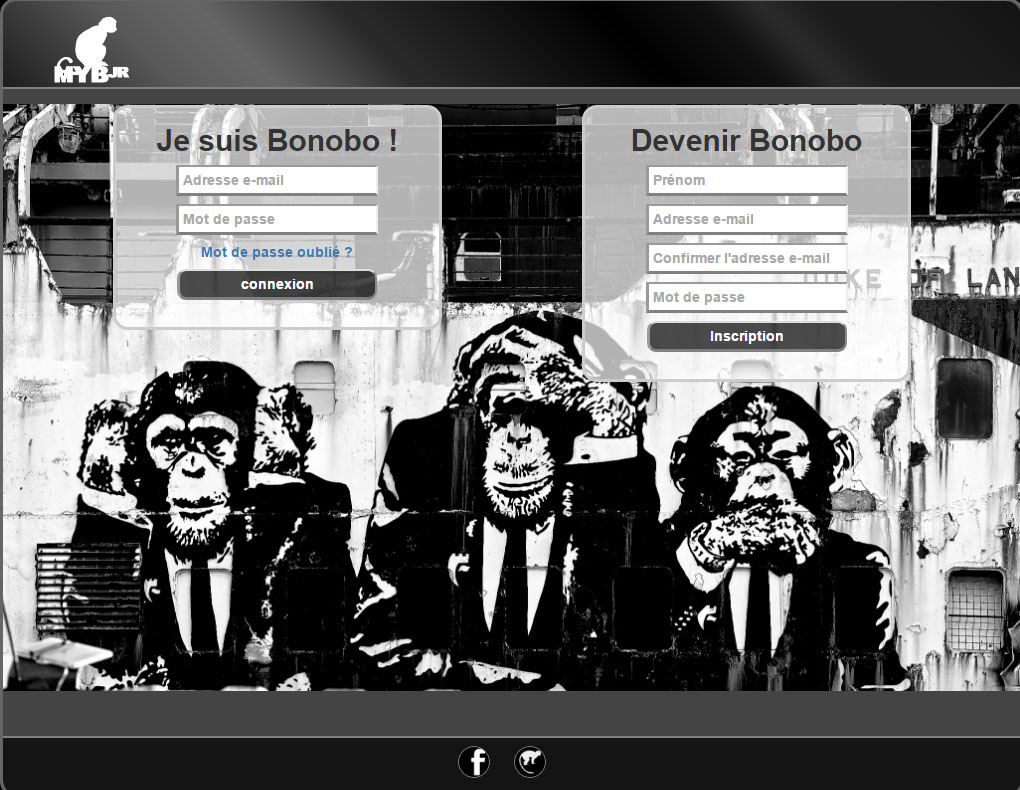 MYBJR
Je suis Bonobo !
Adresse e-mail
Mot de passe
Mot de passe oublié ?
connexion
Devenir Bonobo
Prénom
Adresse e-mail
Confirmer l'adresse e-mail
Mot de passe
Inscription
LAN
f